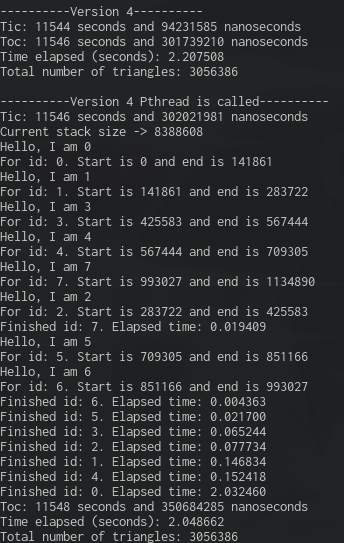 ----------Version 4----------
Tic: 11544 seconds and 94231585 nanoseconds
Toc: 11546 seconds and 301739210 nanoseconds
Time elapsed (seconds): 2.207508
Total number of triangles: 3056386
----------Version 4 Pthread is called----------
Tic: 11546 seconds and 302021981 nanoseconds
Current stack size -> 8388608
Hello, I am 0
For id: 0. Start is 0 and end is 141861
Hello, I am 1
For id: 1. Start is 141861 and end is 283722
Hello, I am 3
For id: 3. Start is 425583 and end is 567444
Hello, I am 4
For id: 4. Start is 567444 and end is 709305
Hello, I am 7
For id: 7. Start is 993027 and end is 1134890
Hello, I am 2
For id: 2. Start is 283722 and end is 425583
Finished id: 7. Elapsed time: 0.019409
Hello, I am 5
For id: 5. Start is 709305 and end is 851166
Hello, I am 6
For id: 6. Start is 851166 and end is 993027
Finished id: 6. Elapsed time: 0.004363
Finished id: 5. Elapsed time: 0.021700
Finished id: 3. Elapsed time: 0.065244
Finished id: 2. Elapsed time: 0.077734
Finished id: 1. Elapsed time: 0.146834
Finished id: 4. Elapsed time: 0.152418
Finished id: 0. Elapsed time: 2.032460
Toc: 11548 seconds and 350684285 nanoseconds
Time elapsed (seconds): 2.048662
Total number of triangles: 3056386